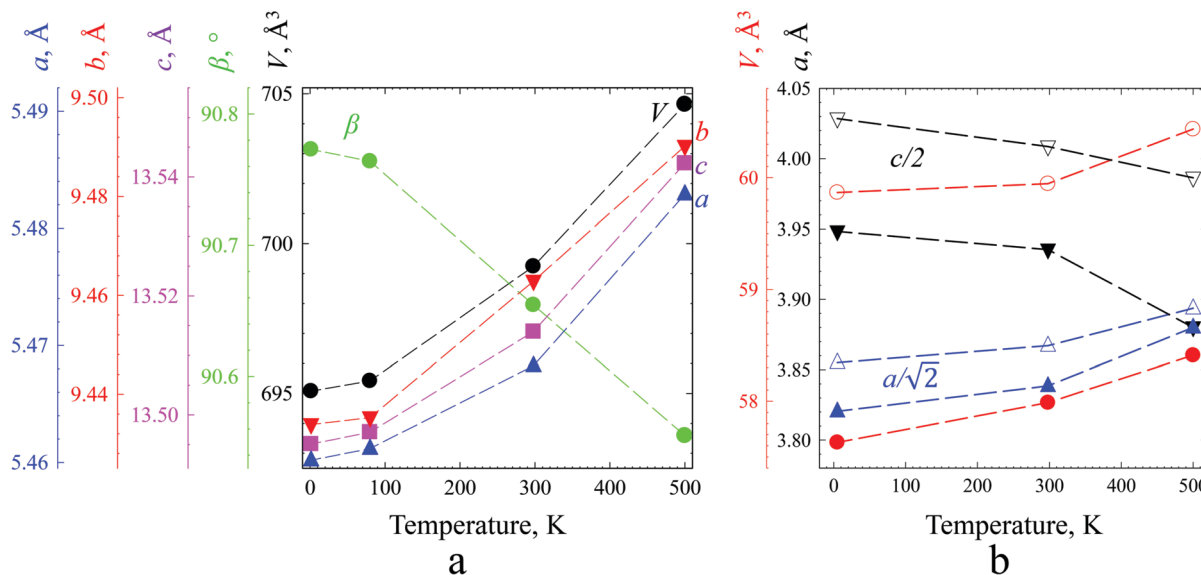 a, Å
b, Å
c, Å
β, °
V, Å³
V, Å³
a, Å
5.49
5.48
5.47
5.46
9.50
9.48
9.46
9.44
13.54
13.52
13.50
90.8
90.7
90.6
705
700
695
β
V
b
c
a
0 100 200 300 400 500
Temperature, K
a
60
59
58
4.05
4.00
3.95
3.90
3.85
3.80
c/2
a/√2
0 100 200 300 400 500
Temperature, K
b